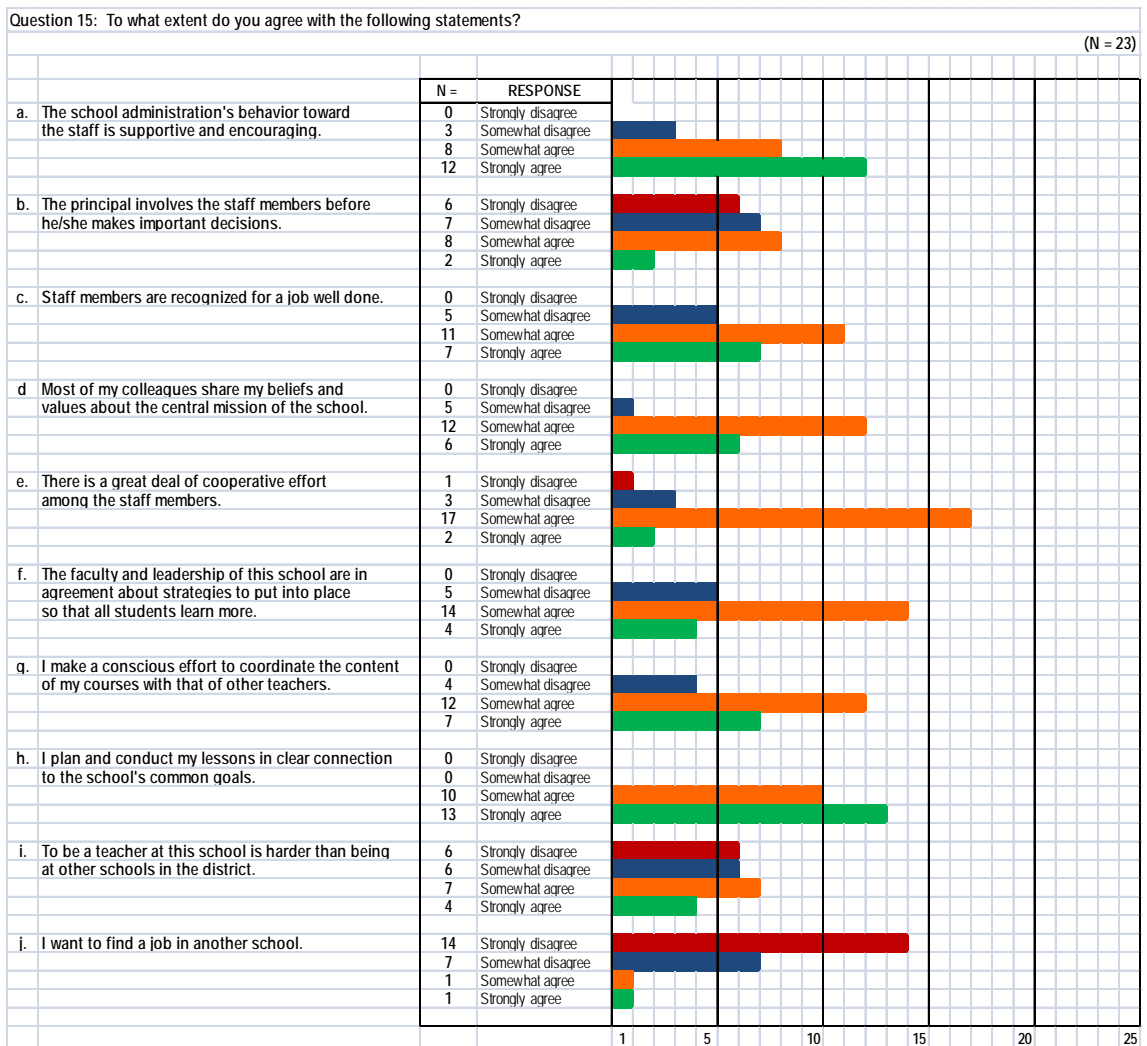 Question 15: To what extent do you agree with the following statements?
(N = 23)
N = RESPONSE
a. The school administration's behavior toward 0 Strongly disagree
the staff is supportive and encouraging. 3 Somewhat disagree
8 Somewhat agree
12 Strongly agree
b. The principal involves the staff members before 6 Strongly disagree
he/she makes important decisions. 7 Somewhat disagree
8 Somewhat agree
2 Strongly agree
c. Staff members are recognized for a job well done. 0 Strongly disagree
5 Somewhat disagree
11 Somewhat agree
7 Strongly agree
d Most of my colleagues share my beliefs and 0 Strongly disagree
values about the central mission of the school. 5 Somewhat disagree
12 Somewhat agree
6 Strongly agree
e. There is a great deal of cooperative effort 1 Strongly disagree
among the staff members. 3 Somewhat disagree
17 Somewhat agree
2 Strongly agree
f. The faculty and leadership of this school are in 0 Strongly disagree
agreement about strategies to put into place 5 Somewhat disagree
so that all students learn more. 14 Somewhat agree
4 Strongly agree
g. I make a conscious effort to coordinate the content 0 Strongly disagree
of my courses with that of other teachers. 4 Somewhat disagree
12 Somewhat agree
7 Strongly agree
h. I plan and conduct my lessons in clear connection 0 Strongly disagree
to the school's common goals. 0 Somewhat disagree
10 Somewhat agree
13 Strongly agree
i. To be a teacher at this school is harder than being 6 Strongly disagree
at other schools in the district. 6 Somewhat disagree
7 Somewhat agree
4 Strongly agree
j. I want to find a job in another school. 14 Strongly disagree
7 Somewhat disagree
1 Somewhat agree
1 Strongly agree
1 5 10 15 20 25